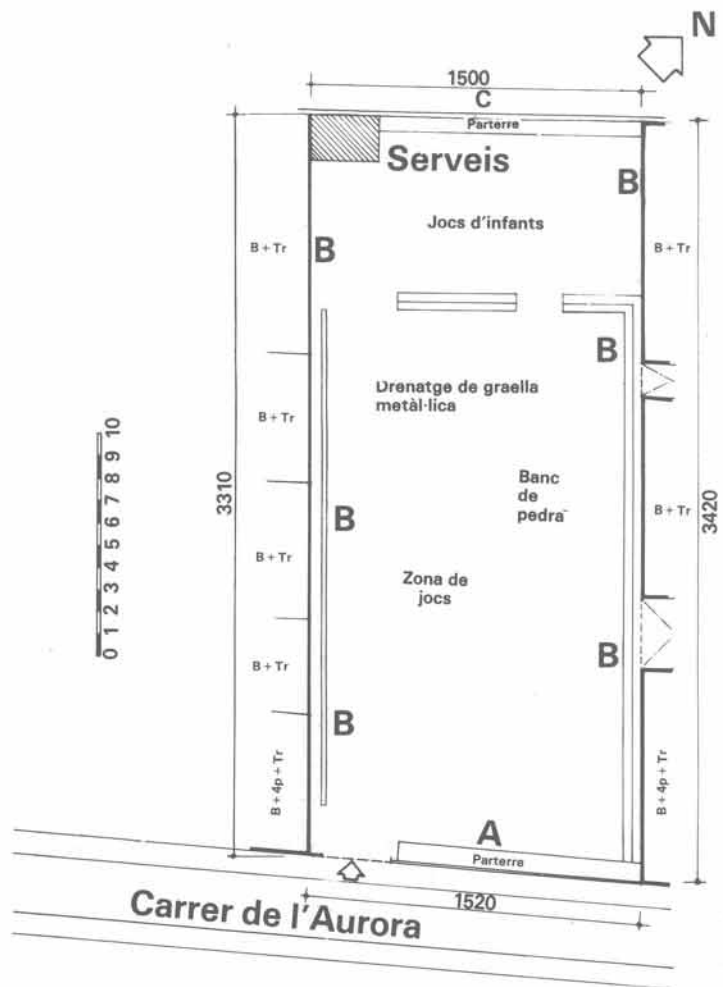 N
1500
C
Parterre
Serveis
B
Jocs d'infants
B + Tr
B
B + Tr
B
Drenatge de graella
metàl·lica
B + Tr
0 1 2 3 4 5 6 7 8 9 10
3310
Banc
de
pedra
B
B + Tr
3420
B + Tr
Zona de
jocs
B + Tr
B
B
B + 4p + Tr
B + 4p + Tr
A
Parterre
1520
Carrer de l'Aurora